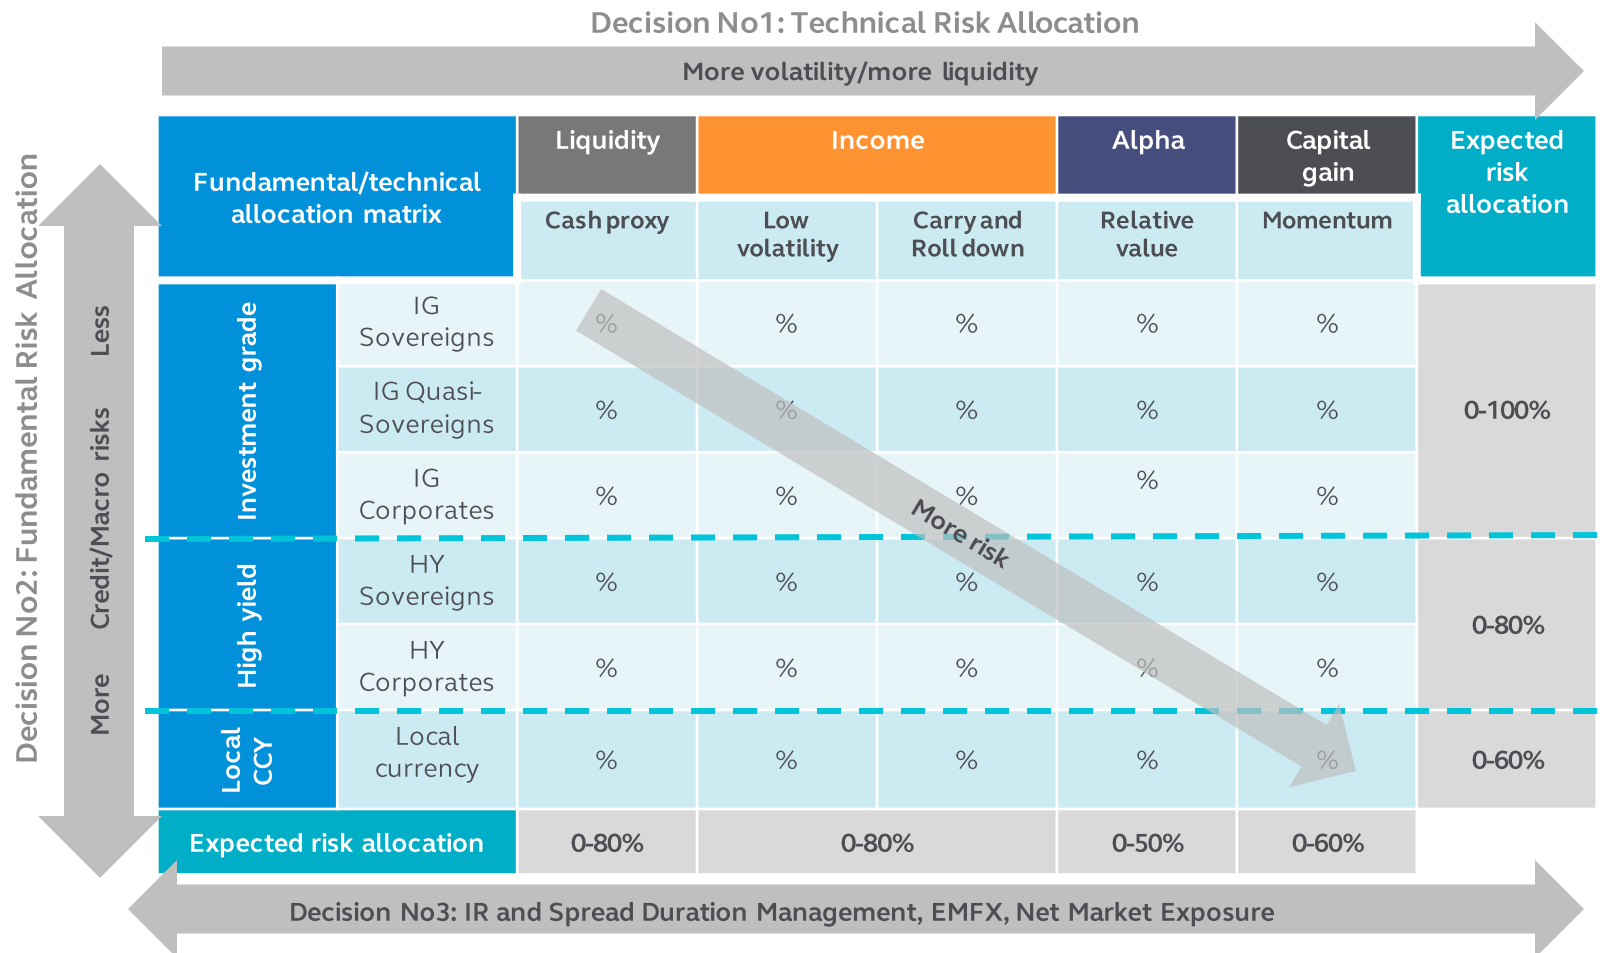 Decision No1: Technical Risk Allocation
More volatility/more liquidity
Decision No2: Fundamental Risk Allocation
More Credit/Macro risks Less
Fundamental/technical
allocation matrix
Liquidity
Income
Alpha
Capital
gain
Expected
risk
allocation
Cash proxy
Low
volatility
Carry and
Roll down
Relative
value
Momentum
Investment grade
IG
Sovereigns
% % % % %
IG Quasi-
Sovereigns
% % % % %
IG
Corporates
% % % % %
0-100%
More risk
High yield
HY
Sovereigns
% % % % %
HY
Corporates
% % % % %
0-80%
Local
CCY
Local
currency
% % % % %
0-60%
Expected risk allocation
0-80% 0-80% 0-50% 0-60%
Decision No3: IR and Spread Duration Management, EMFX, Net Market Exposure